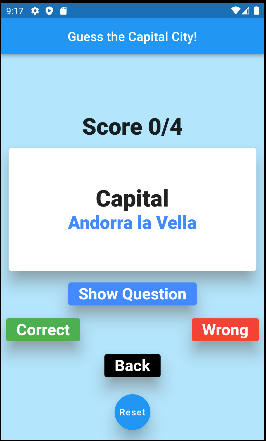 9:17
Guess the Capital City!
Score 0/4
Capital
Andorra la Vella
Show Question
Correct
Wrong
Back
Reset